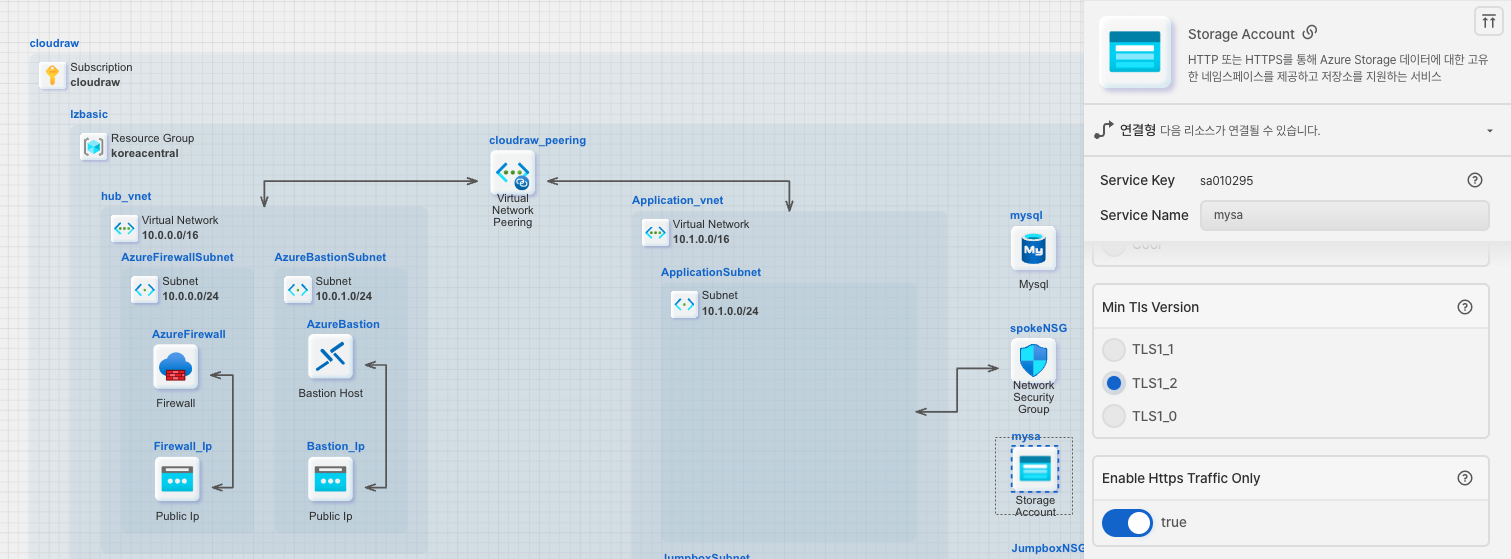 cloudraw
Subscription
cloudraw
lzbasic
Resource Group
koreacentral
cloudraw_peering
Virtual
Network
Peering
hub_vnet
Virtual Network
10.0.0.0/16
AzureFirewallSubnet
Subnet
10.0.0.0/24
AzureBastionSubnet
Subnet
10.0.1.0/24
AzureFirewall
Firewall
AzureBastion
Bastion Host
Firewall_Ip
Public Ip
Bastion_Ip
Public Ip
Application_vnet
Virtual Network
10.1.0.0/16
ApplicationSubnet
Subnet
10.1.0.0/24
JumpboxSubnet
mysql
My
Mysql
spokeNSG
Network
Security
Group
mysa
Storage
Account
JumpboxNSG
Storage Account
HTTP 또는 HTTPS를 통해 Azure Storage 데이터에 대한 고유
한 네임스페이스를 제공하고 저장소를 지원하는 서비스
연결형 다음 리소스가 연결될 수 있습니다.
Service Key sa010295
Service Name mysa
Cool
Min Tls Version
TLS1_1
TLS1_2
TLS1_0
Enable Https Traffic Only
true